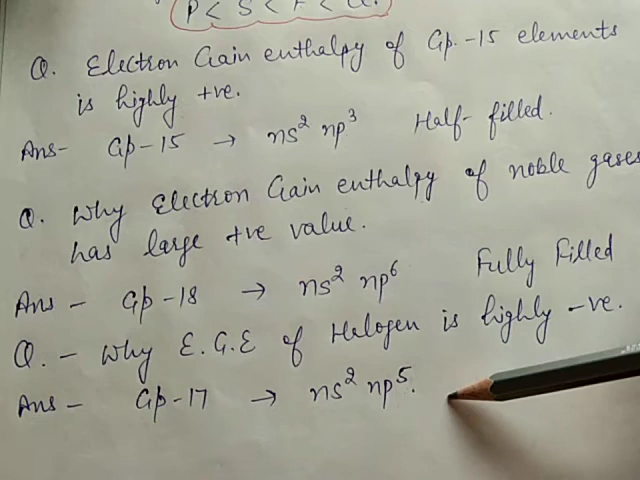 P < S < F < Cl.
Q. Electron Gain enthalpy of Gp.-15 elements
is highly +ve.
Ans- Gp-15 → ns² np³ Half-filled.
Q. Why Electron Gain enthalpy of noble gases
has large +ve value.
Ans - Gp-18 → ns² np⁶ Fully Filled
Q. - Why E.G.E of Halogen is highly -ve.
Ans - Gp-17 → ns² np⁵.